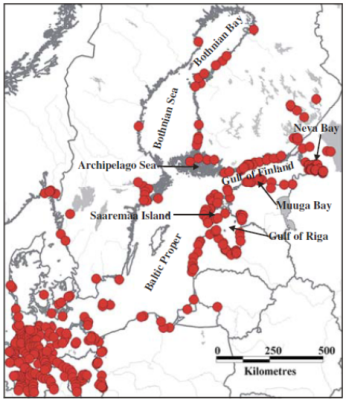 Bothnian Bay
Bothnian Sea
Neva Bay
Archipelago Sea
Gulf of Finland
Muuga Bay
Saaremaa Island
Gulf of Riga
Baltic Proper
0 250 500
Kilometres